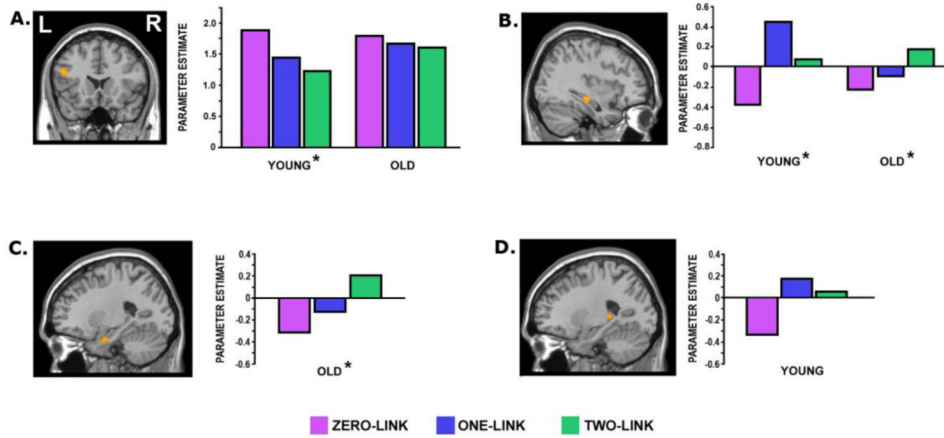 A.
L
R
PARAMETER ESTIMATE
2.0
1.5
1.0
0.5
0
YOUNG *
OLD
B.
PARAMETER ESTIMATE
0.6
0.4
0.2
0
-0.2
-0.4
-0.6
-0.8
YOUNG *
OLD *
C.
PARAMETER ESTIMATE
0.4
0.2
0
-0.2
-0.4
-0.6
OLD *
D.
PARAMETER ESTIMATE
0.4
0.2
0
-0.2
-0.4
-0.6
YOUNG
ZERO-LINK ONE-LINK TWO-LINK